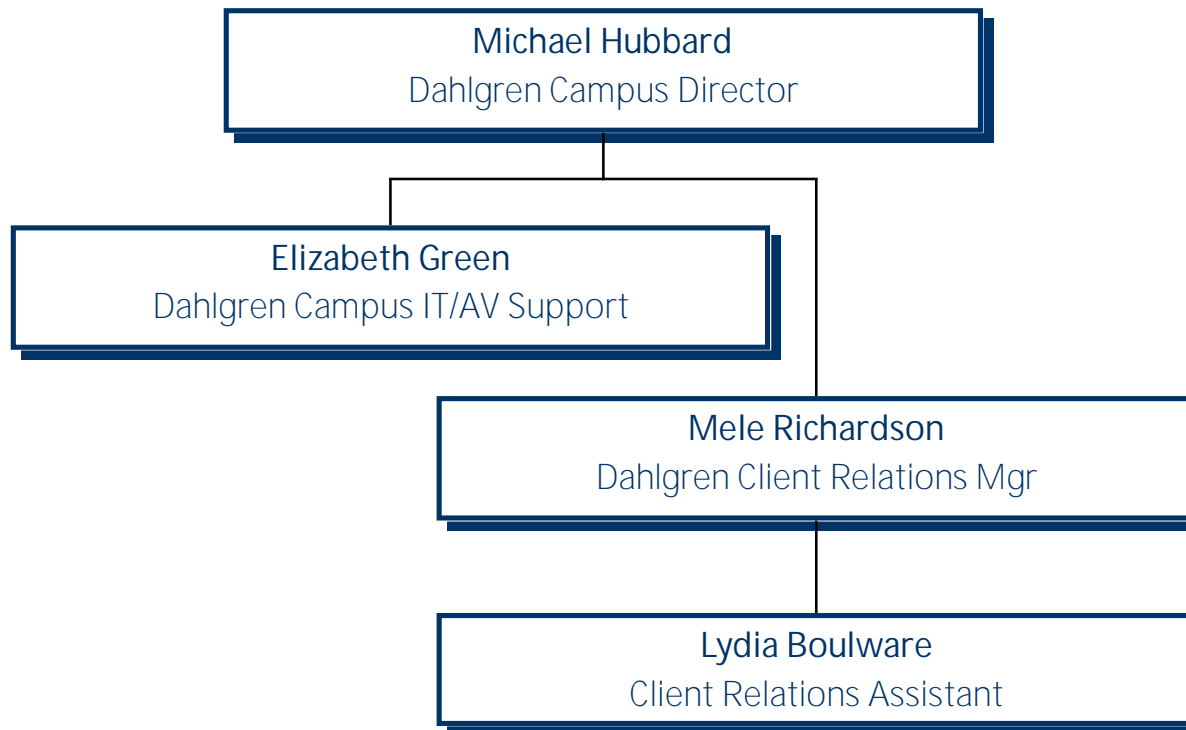 Michael Hubbard
Dahlgren Campus Director
Elizabeth Green
Dahlgren Campus IT/AV Support
Mele Richardson
Dahlgren Client Relations Mgr
Lydia Boulware
Client Relations Assistant